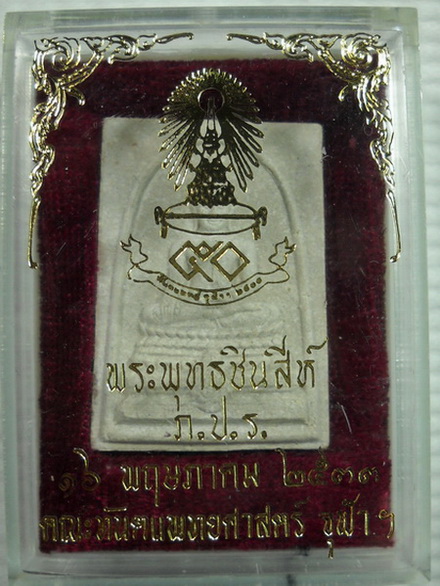 ๕๐
พระพุทธชินสีห์
ภ.ป.ร.
๑๖ พฤษภาคม ๒๕๓๓
คณะทันตแพทยศาสตร์ จุฬาฯ